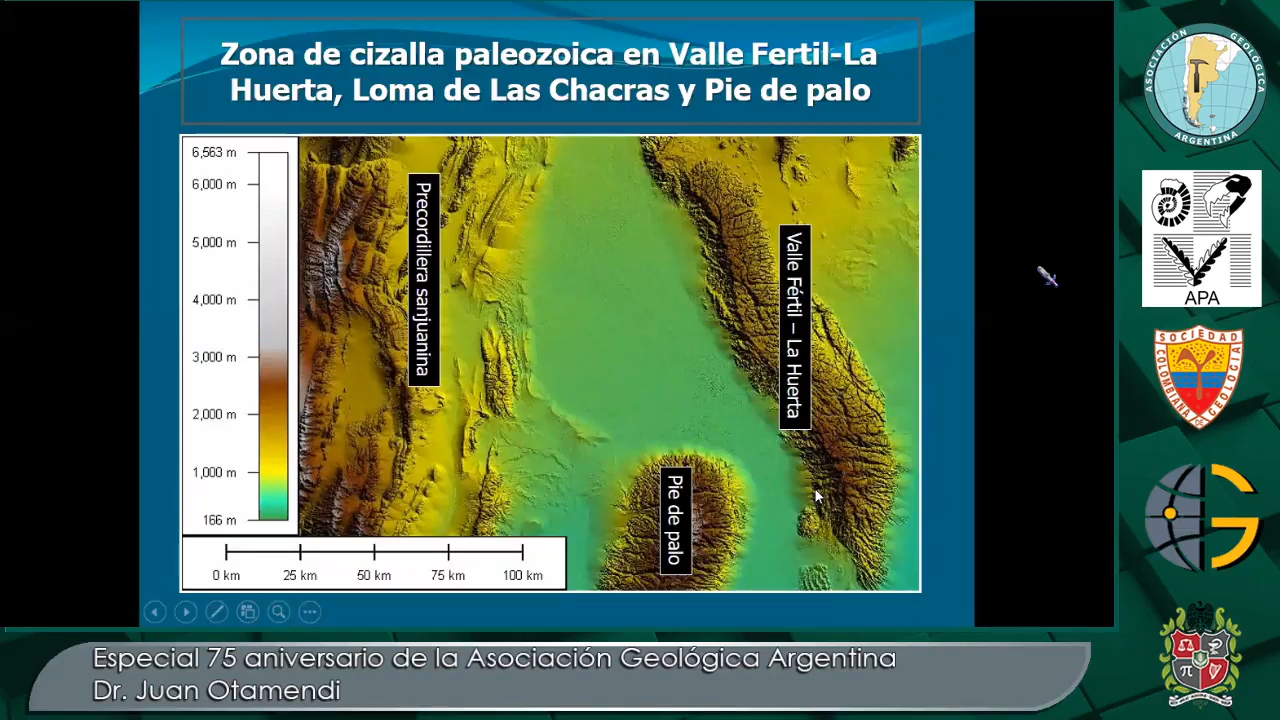 Zona de cizalla paleozoica en Valle Fertil-La
Huerta, Loma de Las Chacras y Pie de palo
6,563 m
6,000 m
5,000 m
4,000 m
3,000 m
2,000 m
1,000 m
166 m
Precordillera sanjuanina
Valle Fértil – La Huerta
Pie de palo
0 km 25 km 50 km 75 km 100 km
Especial 75 aniversario de la Asociación Geológica Argentina
Dr. Juan Otamendi
ASOCIACIÓN GEOLÓGICA
ARGENTINA
APA
SOCIEDAD
COLOMBIANA
DE
GEOLOGIA
G